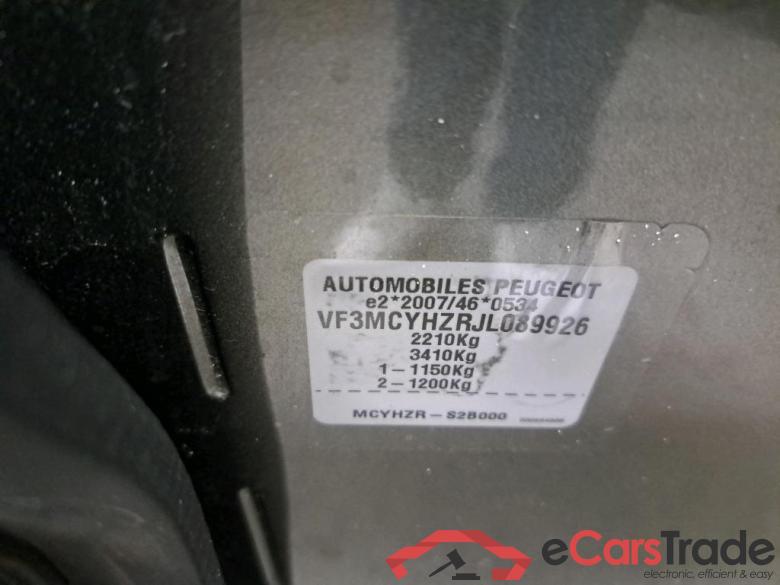 AUTOMOBILES PEUGEOT
e2*2007/46*0534
VF3MCYHZRJL089926
2210Kg
3410Kg
1-1150Kg
2-1200Kg
MCYHZR-S2B000
eCarsTrade
electronic, efficient & easy